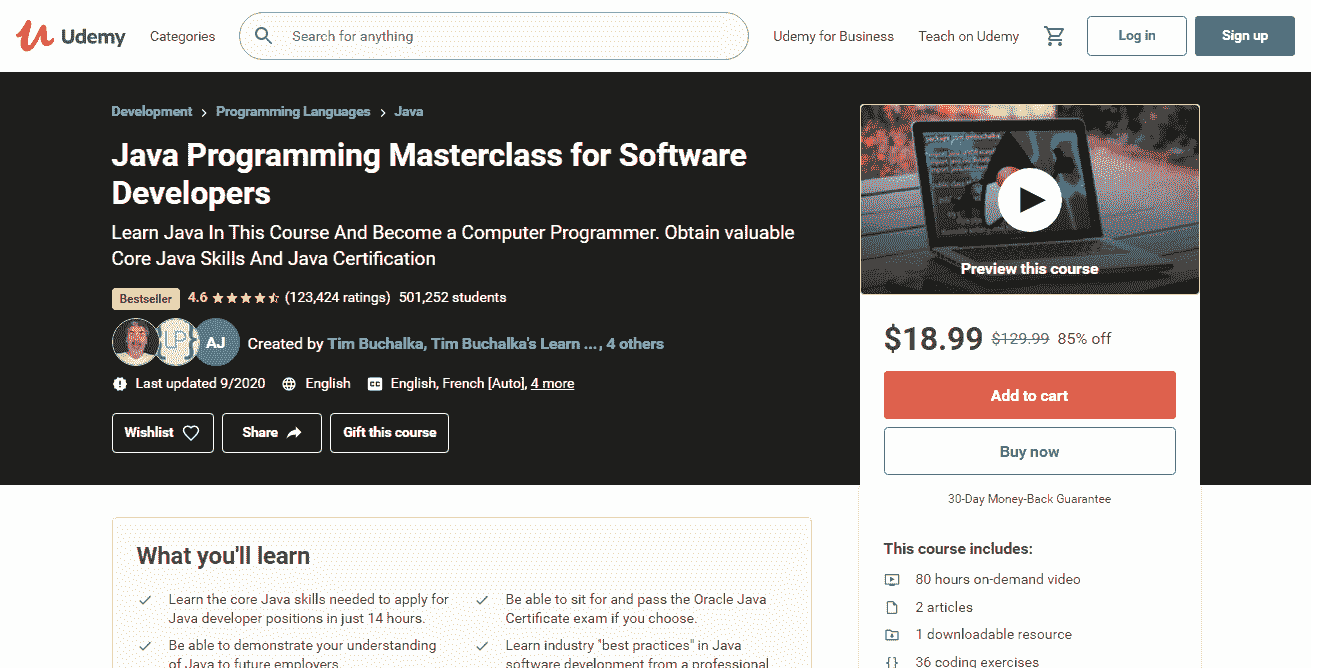 Udemy
Categories
Search for anything
Udemy for Business
Teach on Udemy
Log in
Sign up
Development > Programming Languages > Java
Java Programming Masterclass for Software
Developers
Learn Java In This Course And Become a Computer Programmer. Obtain valuable
Core Java Skills And Java Certification
Bestseller 4.6 (123,424 ratings) 501,252 students
LP AJ Created by Tim Buchalka, Tim Buchalka's Learn ..., 4 others
Last updated 9/2020 English CC English, French [Auto], 4 more
Wishlist
Share
Gift this course
Preview this course
$18.99 $129.99 85% off
Add to cart
Buy now
30-Day Money-Back Guarantee
This course includes:
80 hours on-demand video
2 articles
1 downloadable resource
36 coding exercises
What you'll learn
Learn the core Java skills needed to apply for
Java developer positions in just 14 hours.
Be able to sit for and pass the Oracle Java
Certificate exam if you choose.
Be able to demonstrate your understanding
of Java to future employers.
Learn industry "best practices" in Java
software development from a professional